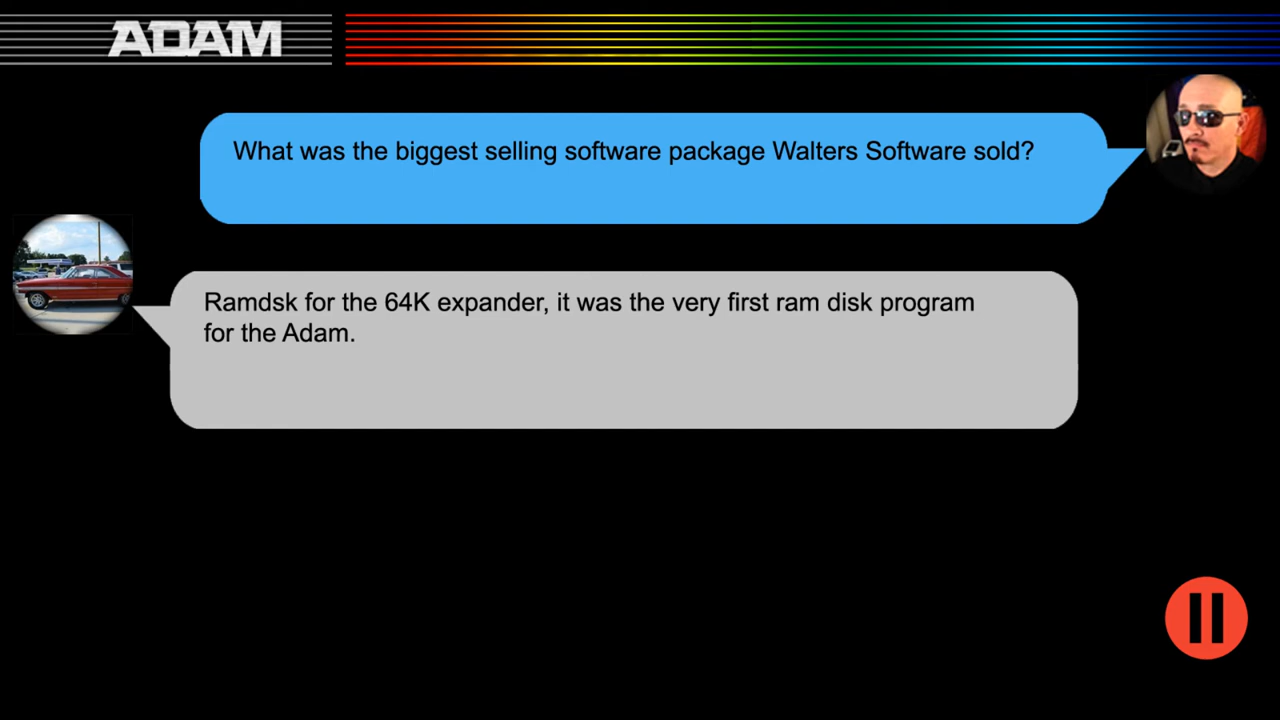 ADAM
What was the biggest selling software package Walters Software sold?
Ramdsk for the 64K expander, it was the very first ram disk program
for the Adam.